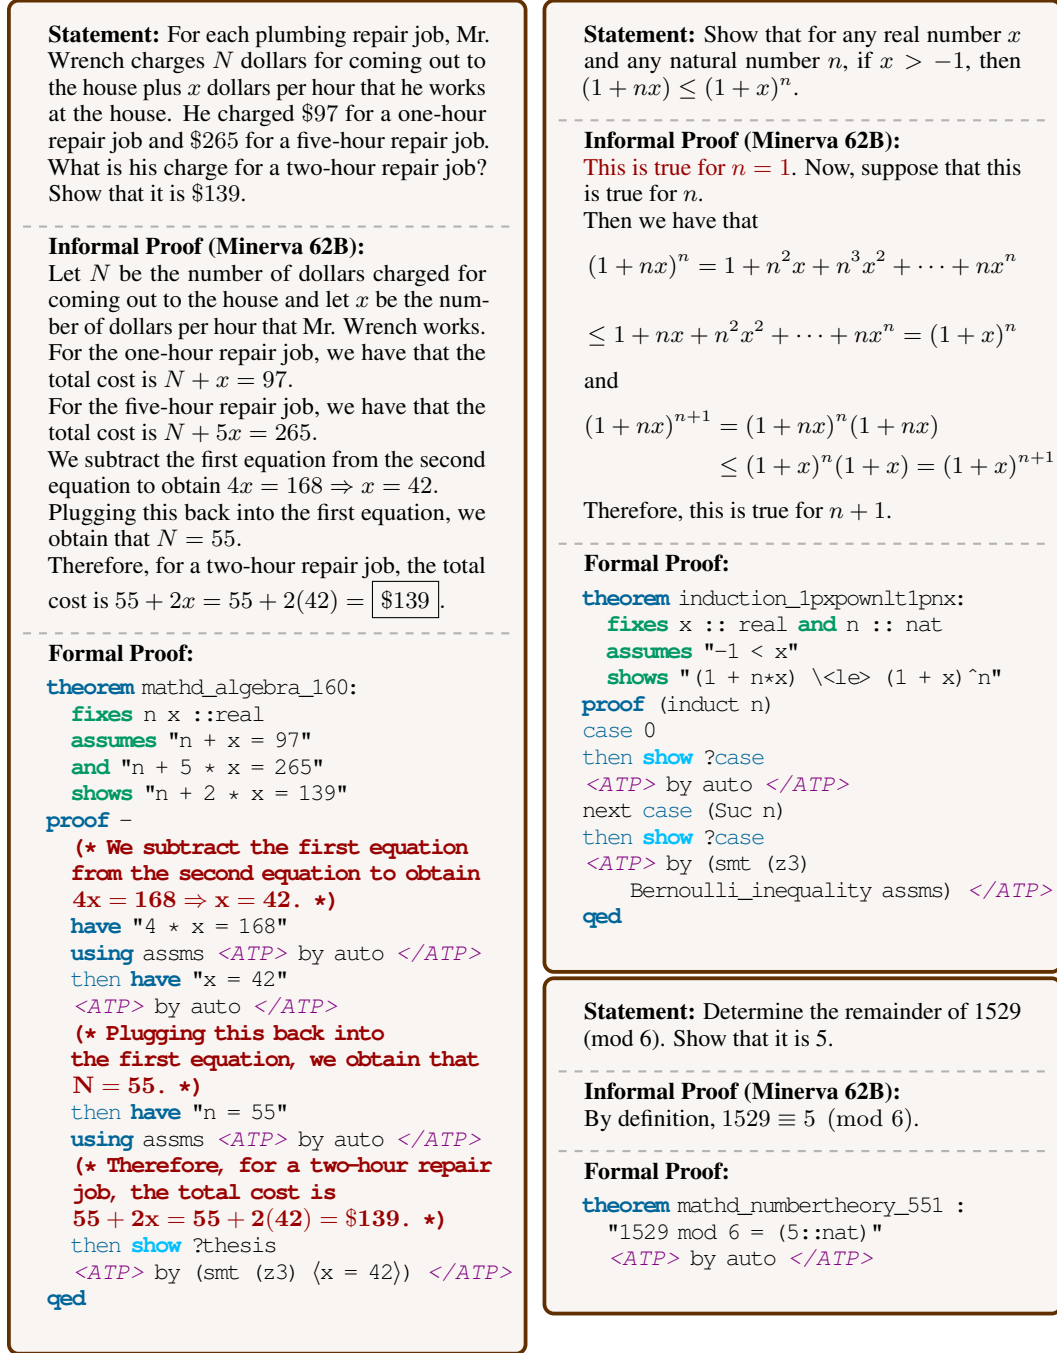 Statement: For each plumbing repair job, Mr.
Wrench charges N dollars for coming out to
the house plus x dollars per hour that he works
at the house. He charged $97 for a one-hour
repair job and $265 for a five-hour repair job.
What is his charge for a two-hour repair job?
Show that it is $139.
Informal Proof (Minerva 62B):
Let N be the number of dollars charged for
coming out to the house and let x be the num-
ber of dollars per hour that Mr. Wrench works.
For the one-hour repair job, we have that the
total cost is N + x = 97.
For the five-hour repair job, we have that the
total cost is N + 5x = 265.
We subtract the first equation from the second
equation to obtain 4x = 168 ⇒ x = 42.
Plugging this back into the first equation, we
obtain that N = 55.
Therefore, for a two-hour repair job, the total
cost is 55 + 2x = 55 + 2(42) = $139.
Formal Proof:
theorem mathd_algebra_160:
fixes n x ::real
assumes "n + x = 97"
and "n + 5 * x = 265"
shows "n + 2 * x = 139"
proof -
(* We subtract the first equation
from the second equation to obtain
4x = 168 ⇒ x = 42. *)
have "4 * x = 168"
using assms <ATP> by auto </ATP>
then have "x = 42"
<ATP> by auto </ATP>
(* Plugging this back into
the first equation, we obtain that
N = 55. *)
then have "n = 55"
using assms <ATP> by auto </ATP>
(* Therefore, for a two-hour repair
job, the total cost is
55 + 2x = 55 + 2(42) = $139. *)
then show ?thesis
<ATP> by (smt (z3) ⟨x = 42⟩) </ATP>
qed
Statement: Show that for any real number x
and any natural number n, if x > −1, then
(1 + nx) ≤ (1 + x)^n.
Informal Proof (Minerva 62B):
This is true for n = 1. Now, suppose that this
is true for n.
Then we have that
(1 + nx)^n = 1 + n^2x + n^3x^2 + ⋯ + nx^n
≤ 1 + nx + n^2x^2 + ⋯ + nx^n = (1 + x)^n
and
(1 + nx)^{n+1} = (1 + nx)^n(1 + nx)
≤ (1 + x)^n(1 + x) = (1 + x)^{n+1}
Therefore, this is true for n + 1.
Formal Proof:
theorem induction_1pxpownlt1pnx:
fixes x :: real and n :: nat
assumes "-1 < x"
shows "(1 + n*x) \<le> (1 + x)^n"
proof (induct n)
case 0
then show ?case
<ATP> by auto </ATP>
next case (Suc n)
then show ?case
<ATP> by (smt (z3)
Bernoulli_inequality assms) </ATP>
qed
Statement: Determine the remainder of 1529
(mod 6). Show that it is 5.
Informal Proof (Minerva 62B):
By definition, 1529 ≡ 5 (mod 6).
Formal Proof:
theorem mathd_numbertheory_551 :
"1529 mod 6 = (5::nat)"
<ATP> by auto </ATP>